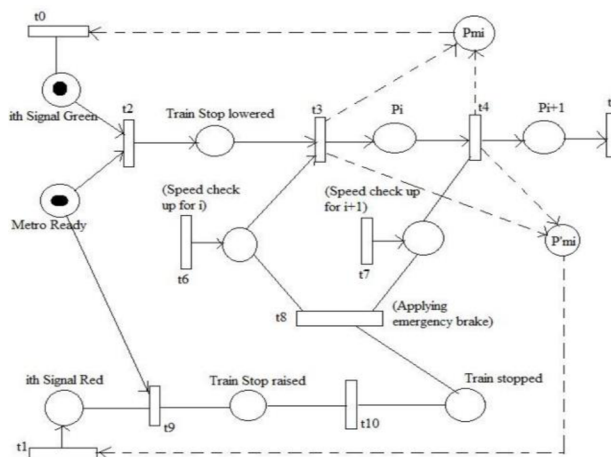 t0
Pmi
ith Signal Green
t2
Train Stop lowered
t3
Pi
t4
Pi+1
t
Metro Ready
(Speed check
up for i)
(Speed check
up for i+1)
P'mi
t6
t7
t8
(Applying
emergency brake)
ith Signal Red
Train Stop raised
Train stopped
t9
t10
t1